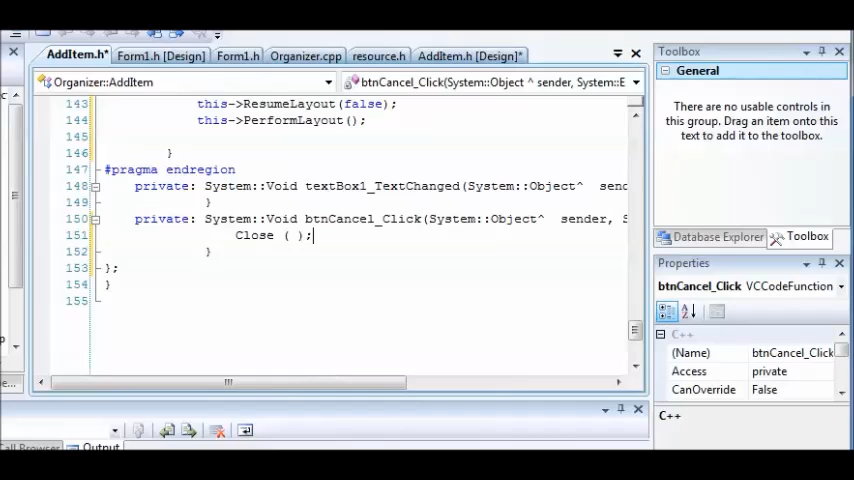 AddItem.h*
Form1.h [Design]
Form1.h
Organizer.cpp
resource.h
AddItem.h [Design]*
Toolbox
Organizer::AddItem
btnCancel_Click(System::Object ^ sender, System::E
General
There are no usable controls in
this group. Drag an item onto this
text to add it to the toolbox.
143 this->ResumeLayout(false);
144 this->PerformLayout();
145
146 }
147 #pragma endregion
148 private: System::Void textBox1_TextChanged(System::Object^ send
149 }
150 private: System::Void btnCancel_Click(System::Object^ sender, S
151 Close ( );
152 }
153 };
154 }
155
Database Explorer
Toolbox
Properties
btnCancel_Click VCCodeFunction
C++
(Name) btnCancel_Click
Access private
CanOverride False
C++
Call Browser
Output